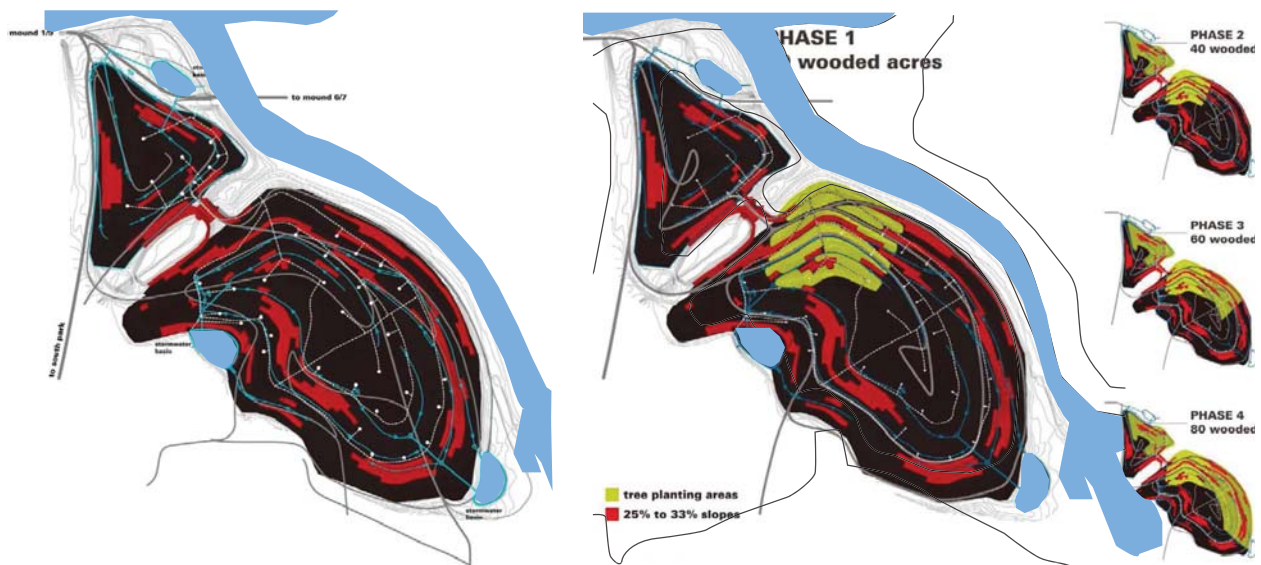 mound 1/9
to mound 6/7
to south park
stormwater
basin
stormwater
basin
PHASE 1
wooded acres
tree planting areas
25% to 33% slopes
PHASE 2
40 wooded
PHASE 3
60 wooded
PHASE 4
80 wooded